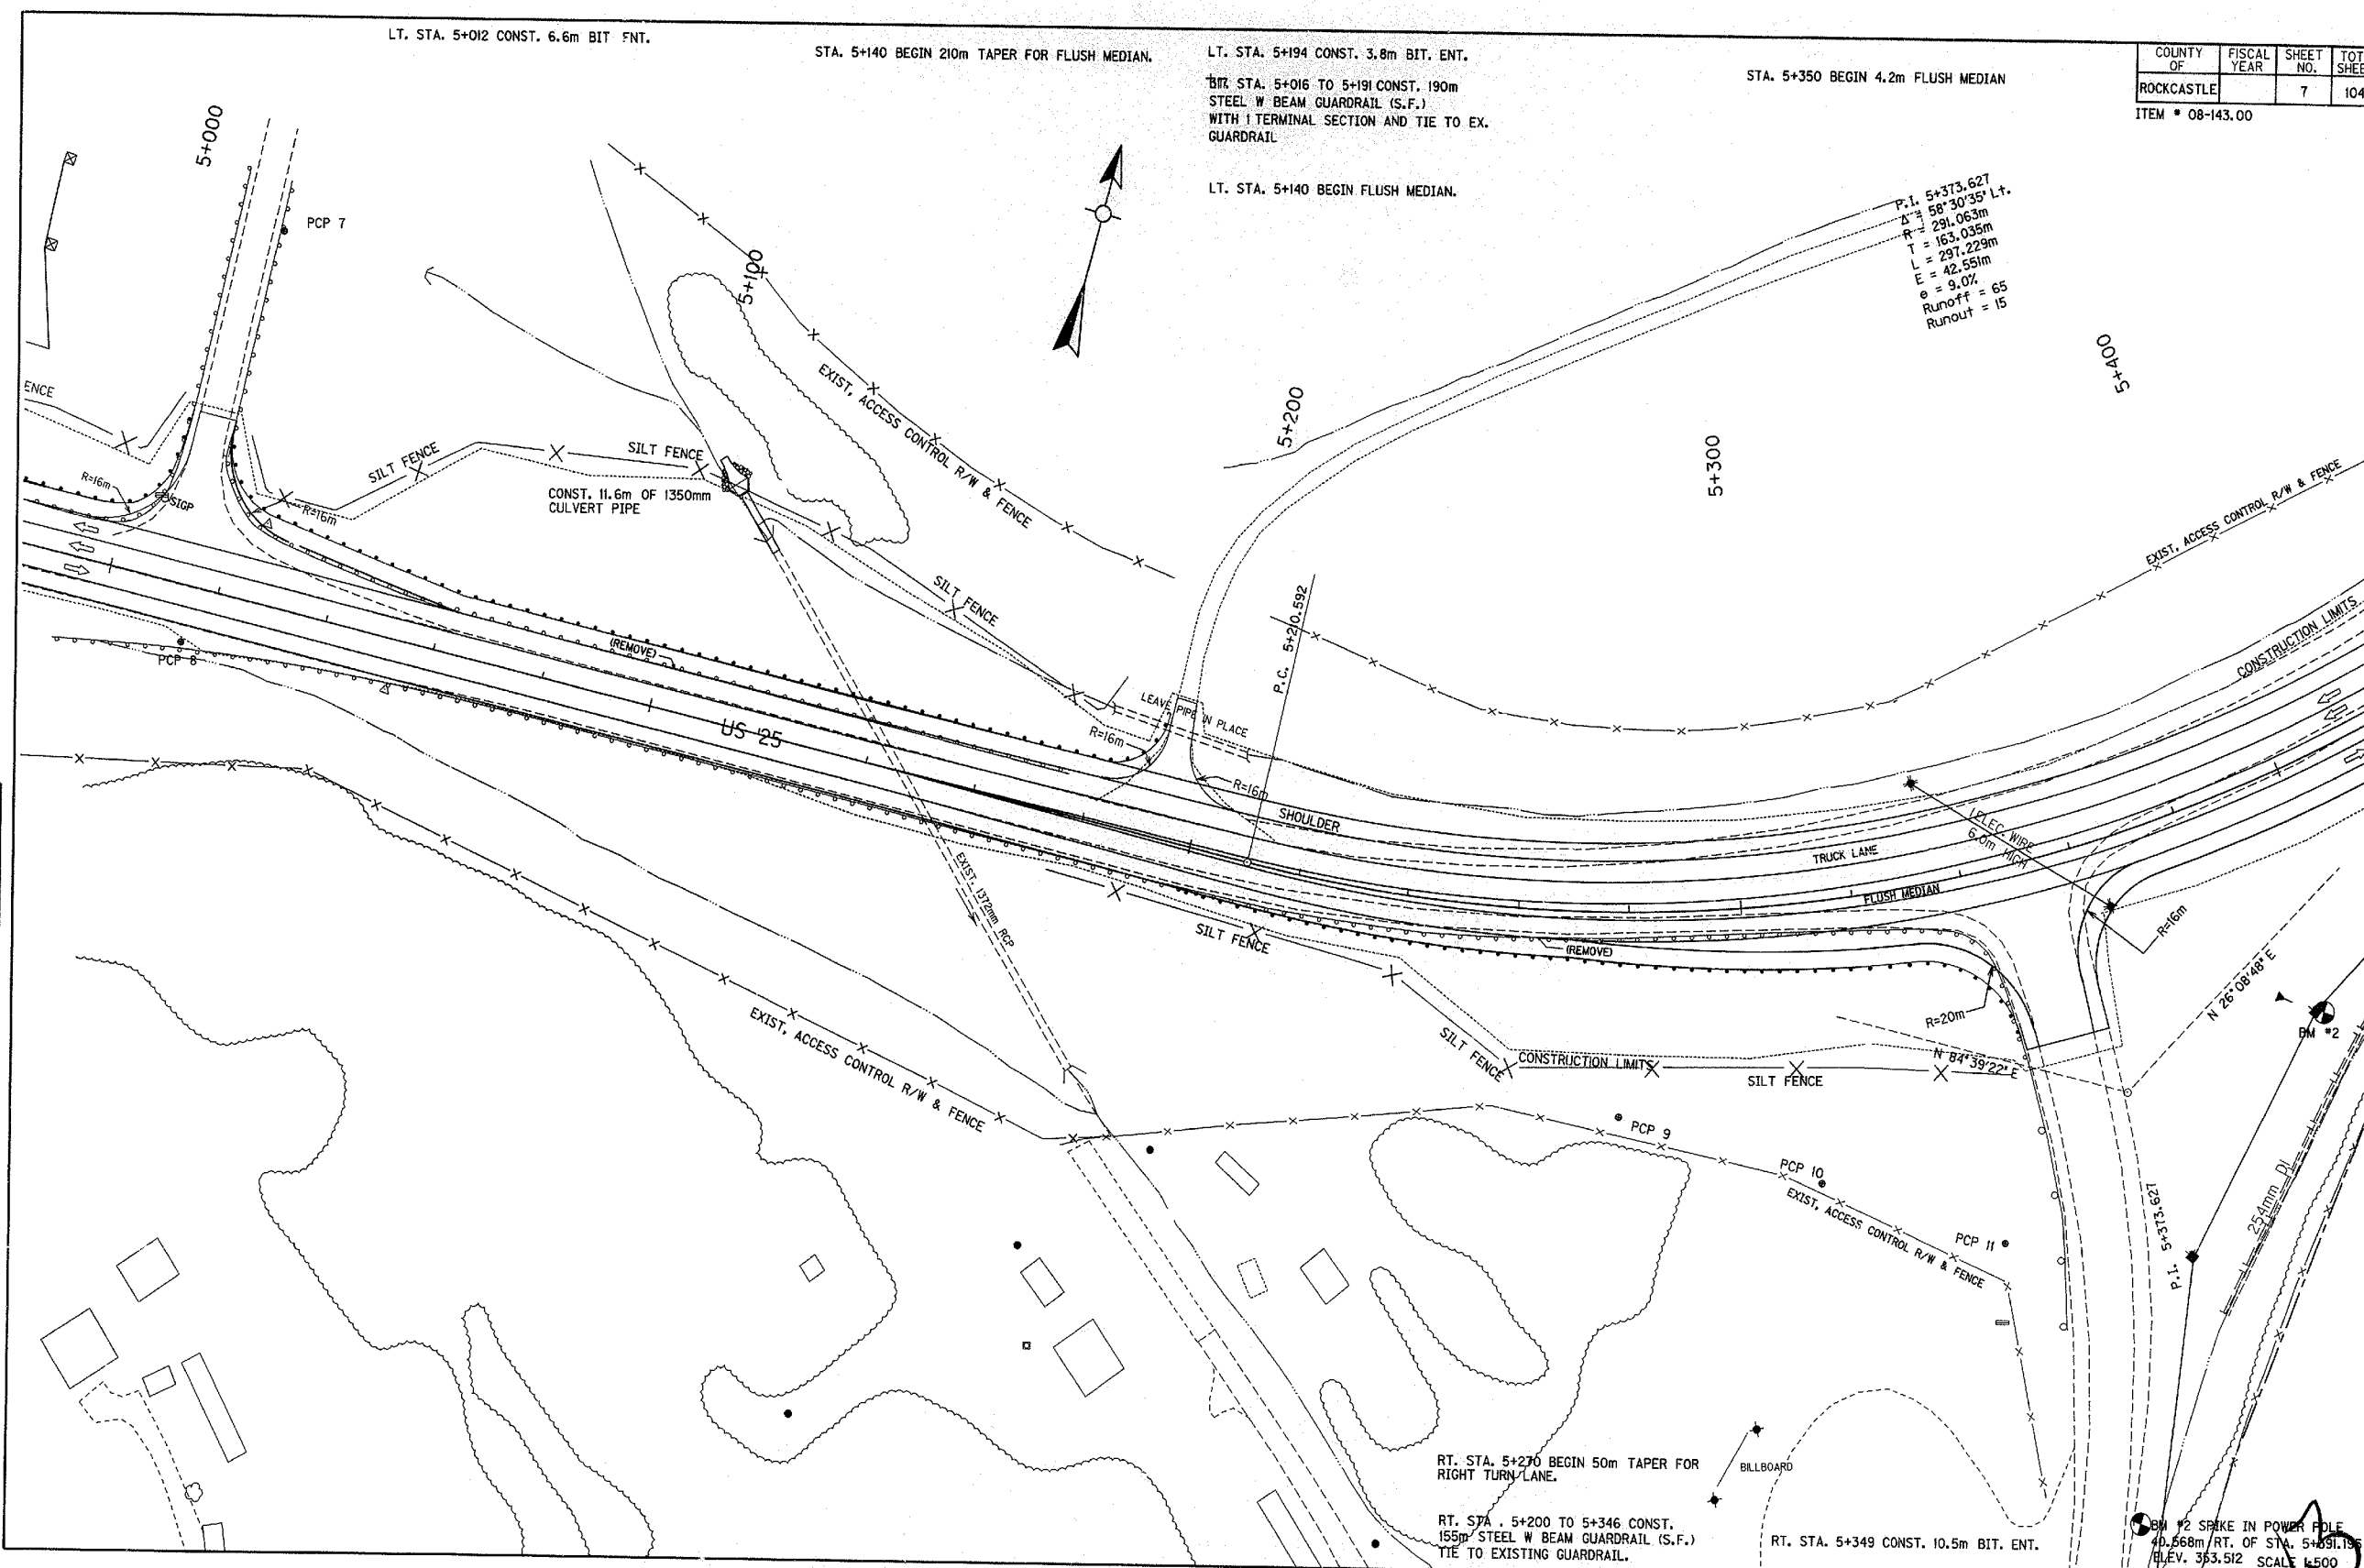 LT. STA. 5+012 CONST. 6.6m BIT ENT.
STA. 5+140 BEGIN 210m TAPER FOR FLUSH MEDIAN.
LT. STA. 5+194 CONST. 3.8m BIT. ENT.
STA. 5+016 TO 5+191 CONST. 190m
STEEL W BEAM GUARDRAIL (S.F.)
WITH 1 TERMINAL SECTION AND TIE TO EX.
GUARDRAIL
LT. STA. 5+140 BEGIN FLUSH MEDIAN.
STA. 5+350 BEGIN 4.2m FLUSH MEDIAN
COUNTY OF
FISCAL YEAR
SHEET NO.
TOT
SHEE
ROCKCASTLE
7
104
ITEM # 08-143.00
P.I. 5+373.627
Δ = 58°30'35" Lt.
R = 291.063m
T = 163.035m
L = 297.229m
E = 42.551m
e = 9.0%
Runoff = 65
Runout = 15
5+000
PCP 7
5+100
5+200
5+300
5+400
ENCE
R=16m
SIGP
R=16m
SILT FENCE
SILT FENCE
CONST. 11.6m OF 1350mm
CULVERT PIPE
EXIST. ACCESS CONTROL R/W & FENCE
SILT FENCE
EXIST. ACCESS CONTROL R/W & FENCE
CONSTRUCTION LIMITS
P.C. 5+210.592
PCP 8
(REMOVE)
US 25
LEAVE PIPE IN PLACE
R=16m
R=16m
SHOULDER
TRUCK LANE
FLUSH MEDIAN
1 ELEC. WIRE
6.0m HIGH
EXIST. 1372mm RCP
SILT FENCE
(REMOVE)
R=16m
R=20m
N 26°08'48" E
BM #2
EXIST. ACCESS CONTROL R/W & FENCE
SILT FENCE
CONSTRUCTION LIMITS
SILT FENCE
N 84°39'22" E
PCP 9
PCP 10
EXIST. ACCESS CONTROL R/W & FENCE
PCP 11
P.I. 5+373.627
254mm DI
RT. STA. 5+270 BEGIN 50m TAPER FOR
RIGHT TURN LANE.
BILLBOARD
RT. STA . 5+200 TO 5+346 CONST.
155m STEEL W BEAM GUARDRAIL (S.F.)
TIE TO EXISTING GUARDRAIL.
RT. STA. 5+349 CONST. 10.5m BIT. ENT.
BM #2 SPIKE IN POWER POLE
40.568m RT. OF STA.
ELEV. 353.512 SCALE 1:500